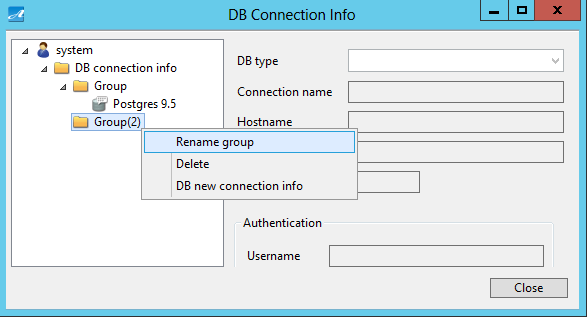 DB Connection Info
system
DB connection info
Group
Postgres 9.5
Group(2)
Rename group
Delete
DB new connection info
DB type
Connection name
Hostname
Authentication
Username
Close